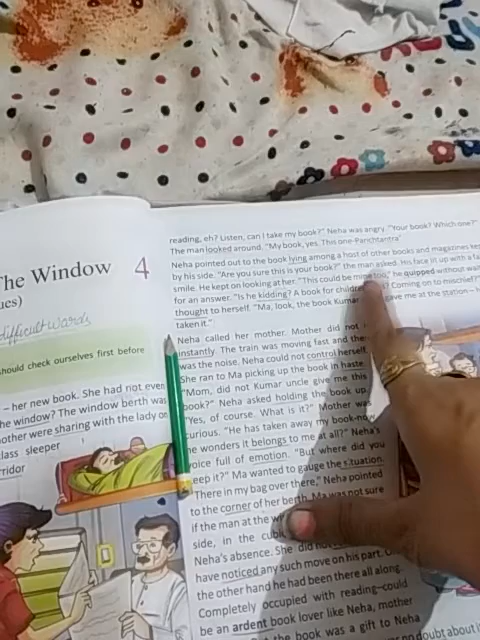 The Window 4
ues)
difficult words
should check ourselves first before
– her new book. She had not even
he window? The window berth was
other were sharing with the lady on
class sleeper
rridor
reading, eh? Listen, can I take my book?" Neha was angry. "Your book? Which one?"
The man looked around. "My book, yes. This one-Panchtantra"
Neha pointed out to the book lying among a host of other books and magazines kep
by his side. "Are you sure this is your book?" the man asked. His face lit up with a fa
smile. He kept on looking at her. "This could be mine too," he quipped without wai
for an answer. "Is he kidding? A book for Coming on to mischief?"
thought to herself. "Ma, look, the book Kumar gave me at the station – h
taken it."
Neha called her mother. Mother did not
instantly. The train was moving fast and the
was the noise. Neha could not control herself.
She ran to Ma picking up the book in haste.
"Mom, did not Kumar uncle give me this
book?" Neha asked holding the book up.
"Yes, of course. What is it?" Mother was
curious. "He has taken away my book-now
he wonders it belongs to me at all?" Neha's
voice full of emotion. "But where did you
keep it?" Ma wanted to gauge the situation.
"There in my bag over there," Neha pointed
to the corner of her berth. Ma was not sure
if the man at the
side, in the
Neha's absence. She did
have noticed any such move on his part. On
the other hand he had been there all along.
Completely occupied with reading–could
be an ardent book lover like Neha, mother
the book was a gift to Neha
no doubt about i